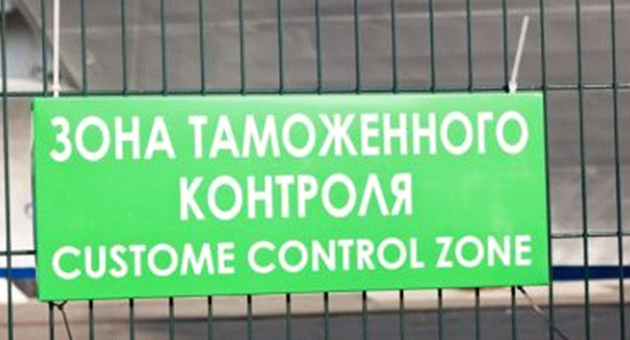 ЗОНА ТАМОЖЕННОГО
КОНТРОЛЯ
CUSTOME CONTROL ZONE